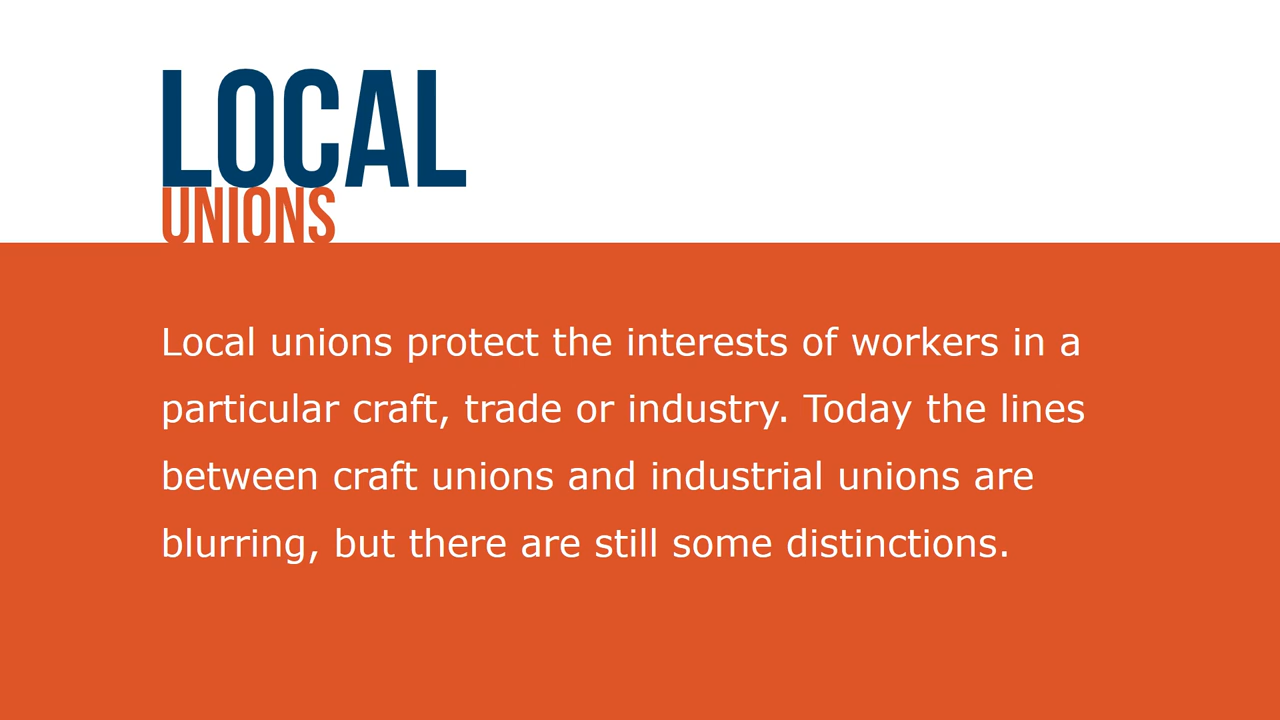 LOCAL
UNIONS
Local unions protect the interests of workers in a
particular craft, trade or industry. Today the lines
between craft unions and industrial unions are
blurring, but there are still some distinctions.